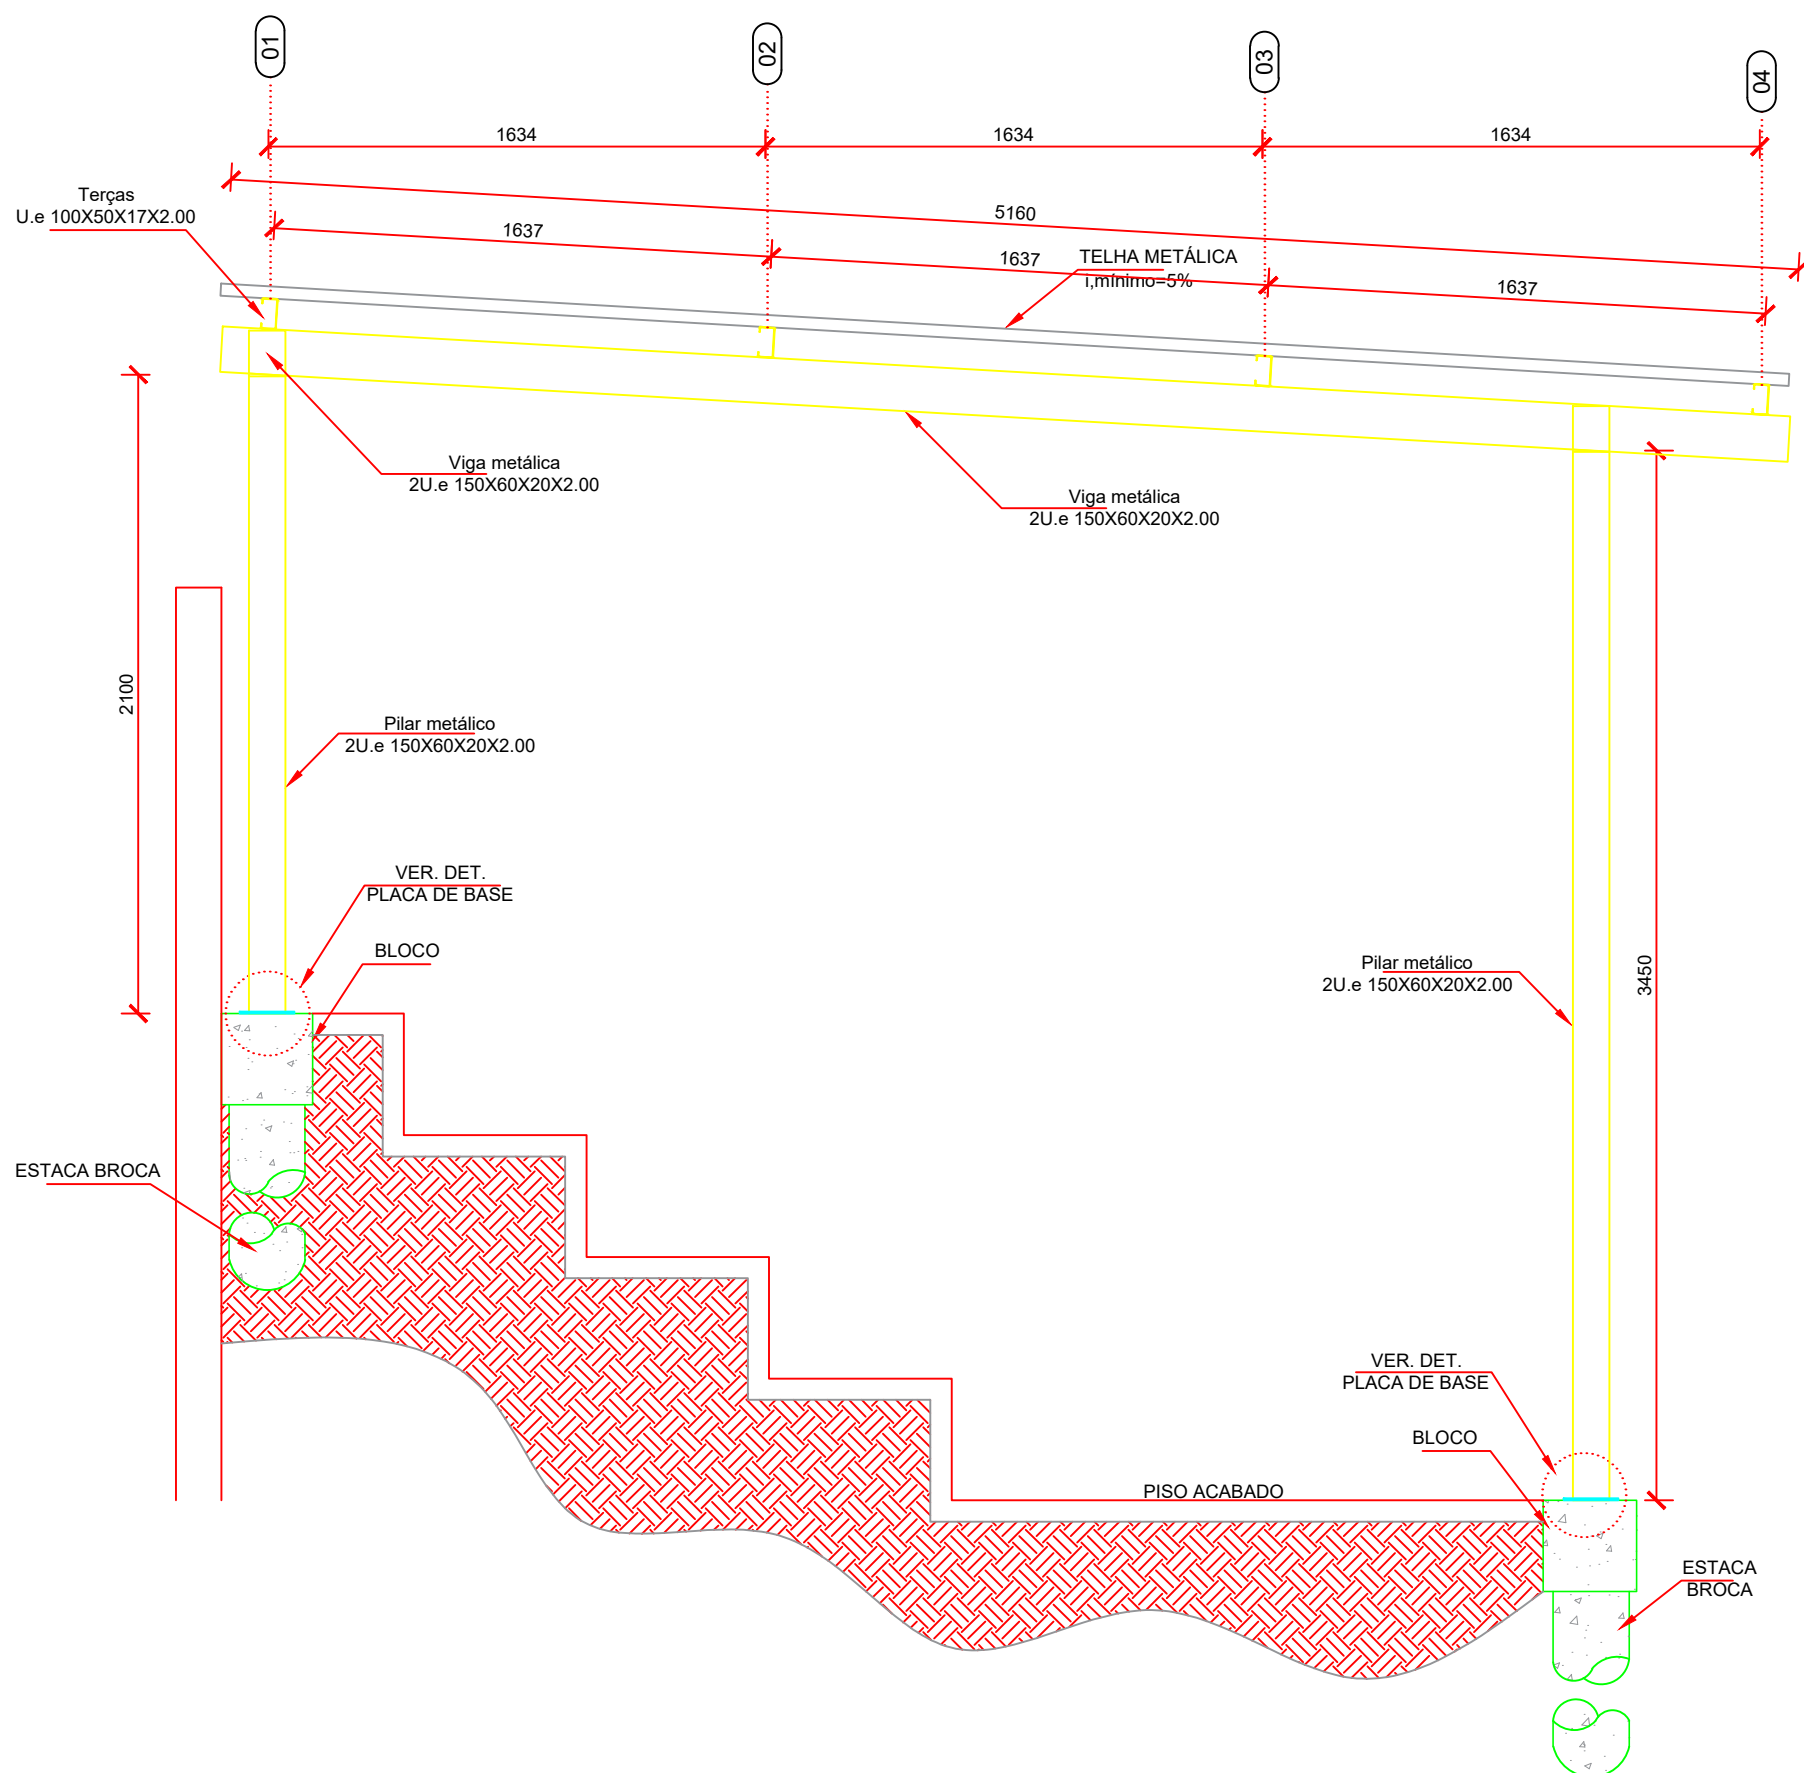 01
02
03
04
1634
1634
1634
5160
Terças
U.e 100X50X17X2.00
1637
1637
1637
TELHA METÁLICA
i,mínimo=5%
Viga metálica
2U.e 150X60X20X2.00
Viga metálica
2U.e 150X60X20X2.00
2100
Pilar metálico
2U.e 150X60X20X2.00
VER. DET.
PLACA DE BASE
BLOCO
Pilar metálico
2U.e 150X60X20X2.00
3450
ESTACA BROCA
VER. DET.
PLACA DE BASE
BLOCO
PISO ACABADO
ESTACA
BROCA